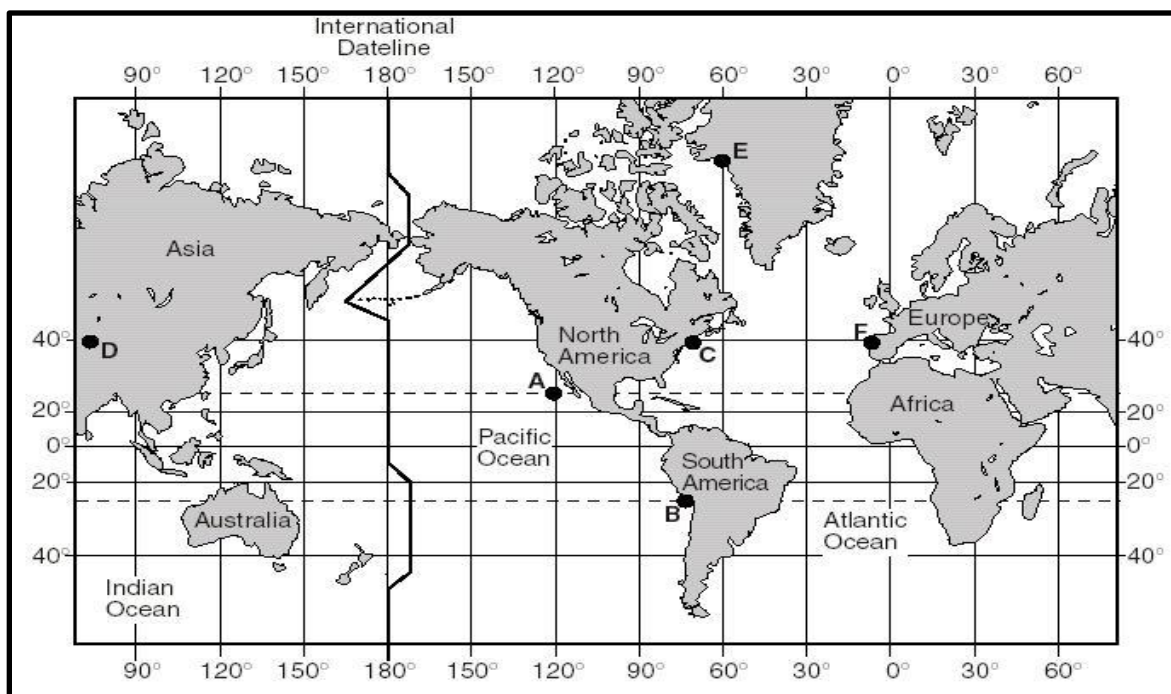 International
Dateline
90° 120° 150° 180° 150° 120° 90° 60° 30° 0° 30° 60°
E
Asia
North
America
Europe
40° D C F 40°
A
Africa
20° 20°
Pacific
Ocean
0° 0°
South
America
20° 20°
B
Australia
Atlantic
Ocean
40° 40°
Indian
Ocean
90° 120° 150° 180° 150° 120° 90° 60° 30° 0° 30° 60°